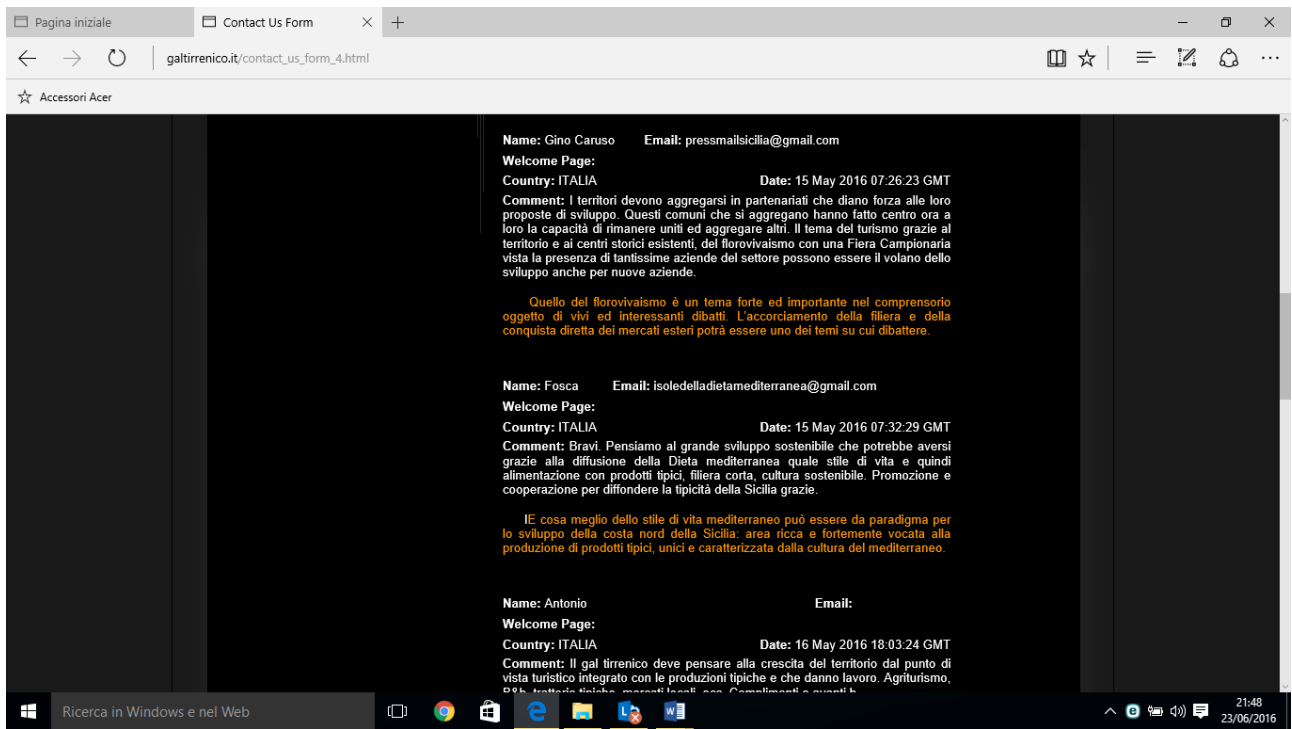 Pagina iniziale
Contact Us Form
galtirrenico.it/contact_us_form_4.html
Accessori Acer
Name: Gino Caruso Email: pressmailsicilia@gmail.com
Welcome Page:
Country: ITALIA Date: 15 May 2016 07:26:23 GMT
Comment: I territori devono aggregarsi in partenariati che diano forza alle loro
proposte di sviluppo. Questi comuni che si aggregano hanno fatto centro ora a
loro la capacità di rimanere uniti ed aggregare altri. Il tema del turismo grazie al
territorio e ai centri storici esistenti, del florovivaismo con una Fiera Campionaria
vista la presenza di tantissime aziende del settore possono essere il volano dello
sviluppo anche per nuove aziende.
Quello del florovivaismo è un tema forte ed importante nel comprensorio
oggetto di vivi ed interessanti dibatti. L'accorciamento della filiera e della
conquista diretta dei mercati esteri potrà essere uno dei temi su cui dibattere.
Name: Fosca Email: isoledelladietamediterranea@gmail.com
Welcome Page:
Country: ITALIA Date: 15 May 2016 07:32:29 GMT
Comment: Bravi. Pensiamo al grande sviluppo sostenibile che potrebbe aversi
grazie alla diffusione della Dieta mediterranea quale stile di vita e quindi
alimentazione con prodotti tipici, filiera corta, cultura sostenibile. Promozione e
cooperazione per diffondere la tipicità della Sicilia grazie.
IE cosa meglio dello stile di vita mediterraneo può essere da paradigma per
lo sviluppo della costa nord della Sicilia: area ricca e fortemente vocata alla
produzione di prodotti tipici, unici e caratterizzata dalla cultura del mediterraneo.
Name: Antonio Email:
Welcome Page:
Country: ITALIA Date: 16 May 2016 18:03:24 GMT
Comment: Il gal tirrenico deve pensare alla crescita del territorio dal punto di
vista turistico integrato con le produzioni tipiche e che danno lavoro. Agriturismo,
B&b, trattorie tipiche, mercati locali, ecc. Complimenti e avanti
Ricerca in Windows e nel Web
21:48
23/06/2016